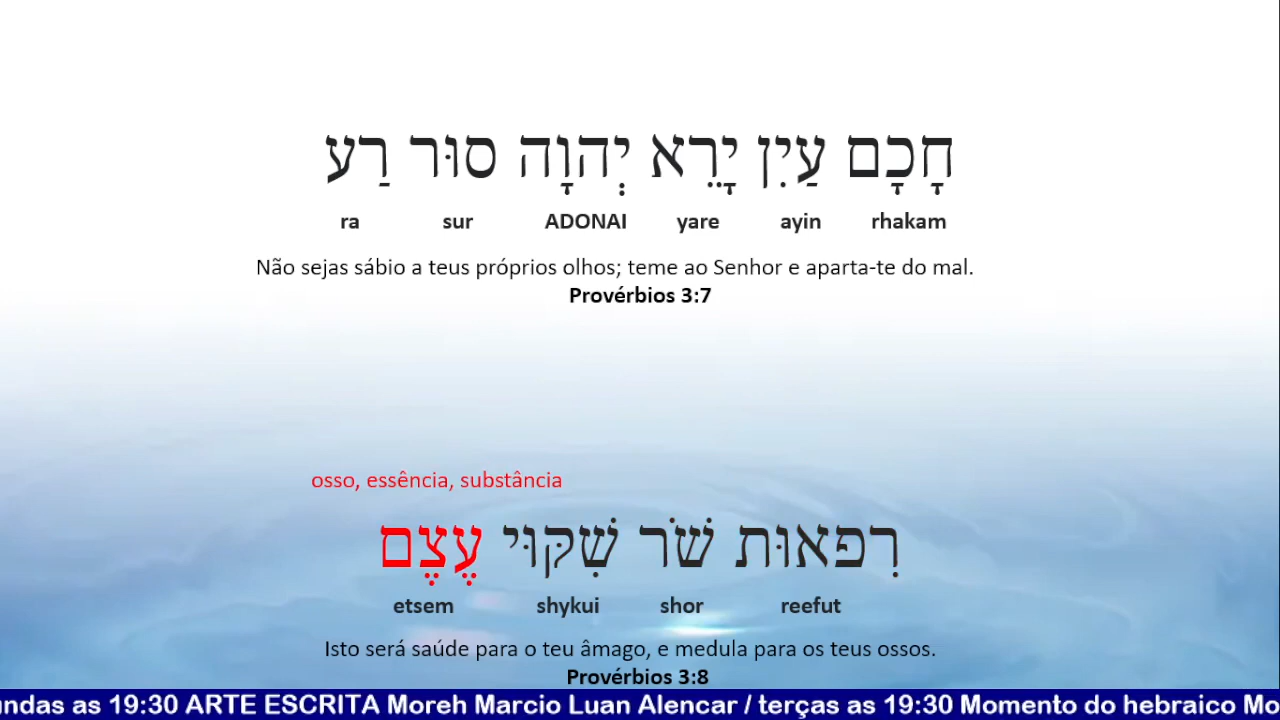 חָכָם עַיִן יָרֵא יְהוָה סוּר רַע
ra sur ADONAI yare ayin rhakam
Não sejas sábio a teus próprios olhos; teme ao Senhor e aparta-te do mal.
Provérbios 3:7
osso, essência, substância
רִפאוּת שֹׁר שִׁקּוּי עֶצֶם
etsem shykui shor reefut
Isto será saúde para o teu âmago, e medula para os teus ossos.
Provérbios 3:8
undas as 19:30 ARTE ESCRITA Moreh Marcio Luan Alencar / terças as 19:30 Momento do hebraico Mo